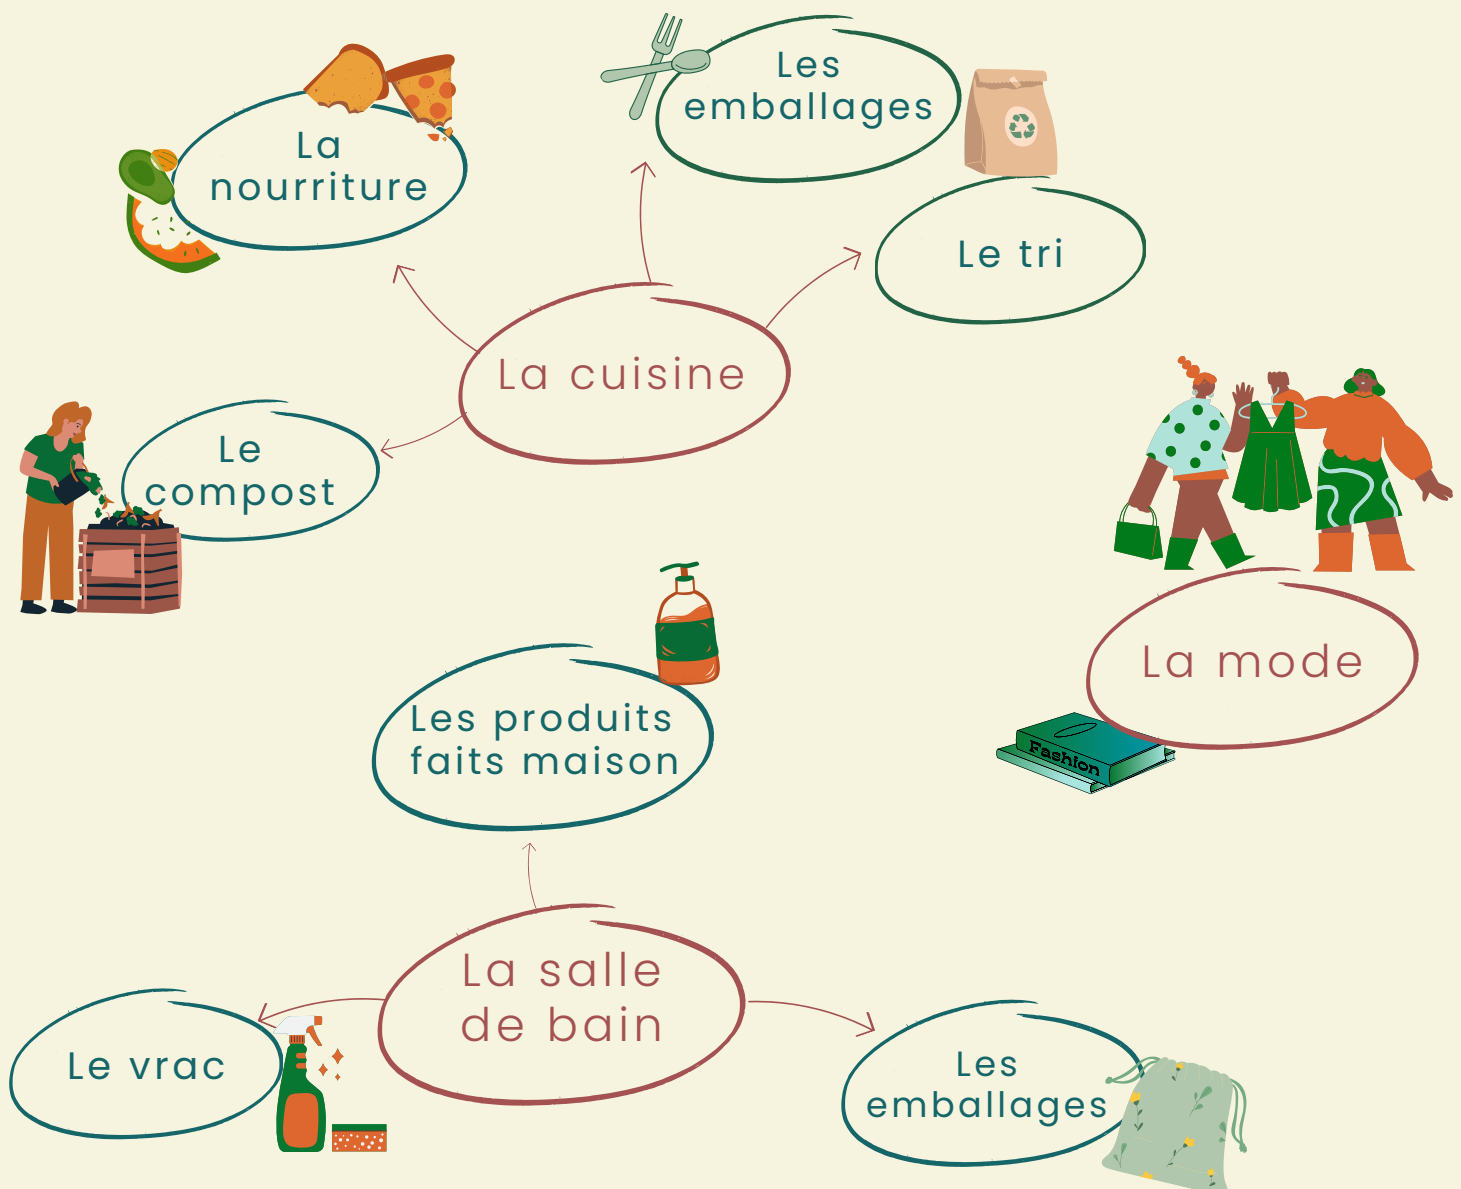 Les
emballages
La
nourriture
Le tri
La cuisine
Le
compost
La mode
Fashion
Les produits
faits maison
La salle
de bain
Le vrac
Les
emballages